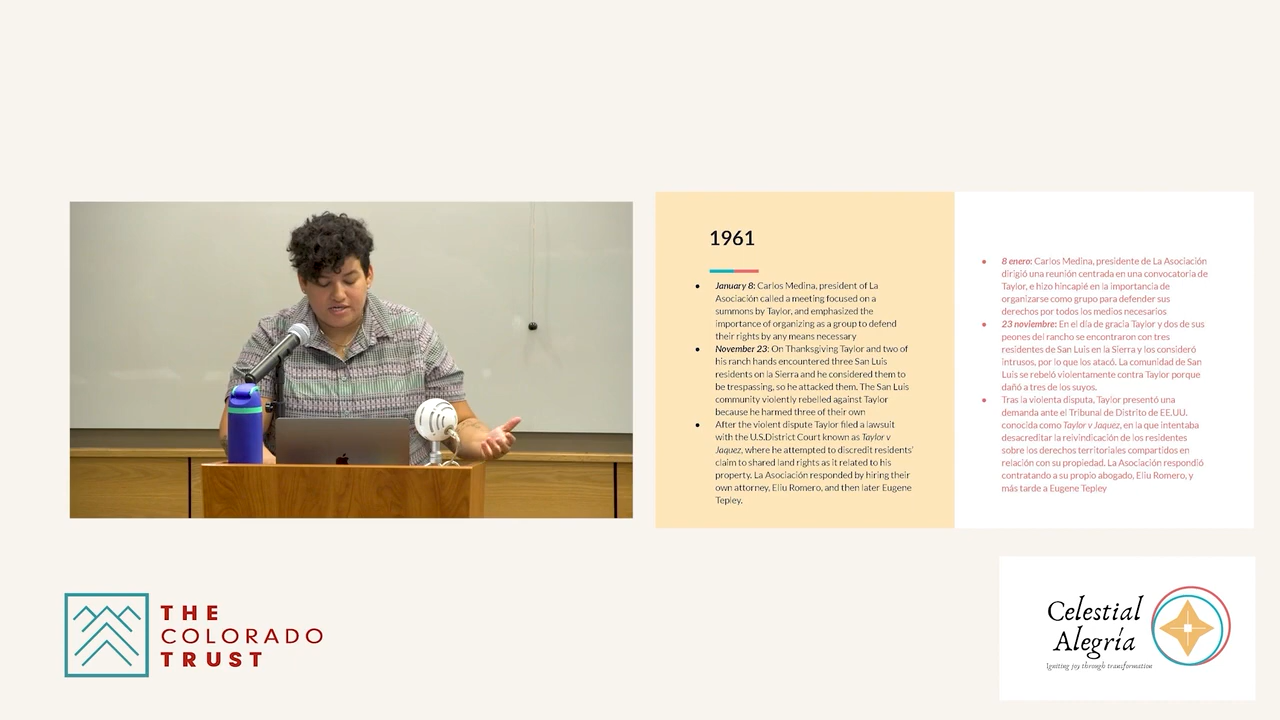 1961
January 8: Carlos Medina, president of La
Asociación called a meeting focused on a
summons by Taylor, and emphasized the
importance of organizing as a group to defend
their rights by any means necessary
November 23: On Thanksgiving Taylor and two of
his ranch hands encountered three San Luis
residents on la Sierra and he considered them to
be trespassing, so he attacked them. The San Luis
community violently rebelled against Taylor
because he harmed three of their own
After the violent dispute Taylor filed a lawsuit
with the U.S.District Court known as Taylor v
Jaquez, where he attempted to discredit residents'
claim to shared land rights as it related to his
property. La Asociación responded by hiring their
own attorney, Eliu Romero, and then later Eugene
Tepley.
8 enero: Carlos Medina, presidente de La Asociación
dirigió una reunión centrada en una convocatoria de
Taylor, e hizo hincapié en la importancia de
organizarse como grupo para defender sus
derechos por todos los medios necesarios
23 noviembre: En el día de gracia Taylor y dos de sus
peones del rancho se encontraron con tres
residentes de San Luis en la Sierra y los consideró
intrusos, por lo que los atacó. La comunidad de San
Luis se rebeló violentamente contra Taylor porque
dañó a tres de los suyos.
Tras la violenta disputa, Taylor presentó una
demanda ante el Tribunal de Distrito de EE.UU.
conocida como Taylor v Jaquez, en la que intentaba
desacreditar la reivindicación de los residentes
sobre los derechos territoriales compartidos en
relación con su propiedad. La Asociación respondió
contratando a su propio abogado, Eliu Romero, y
más tarde a Eugene Tepley
THE
COLORADO
TRUST
Celestial
Alegría
Igniting joy through transformation